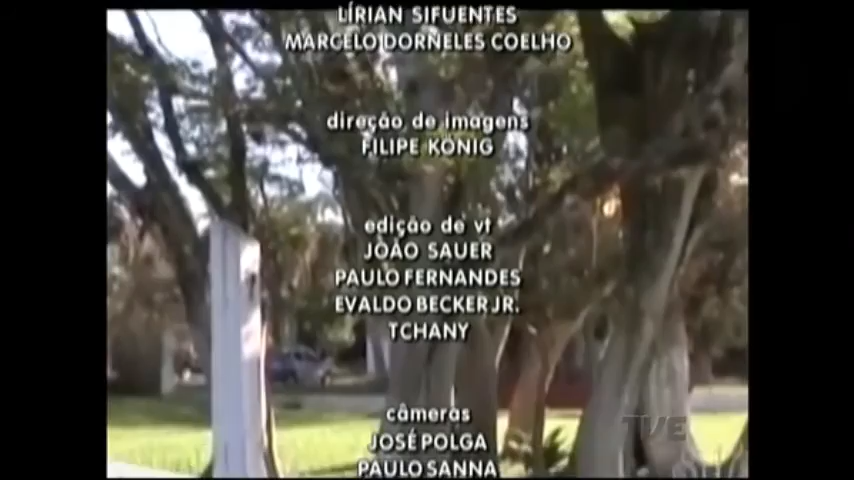 LÍRIAN SIFUENTES
MARCELO DORNELES COELHO
direção de imagens
FILIPE KÖNIG
edição de vt
JOÃO SAUER
PAULO FERNANDES
EVALDO BECKER JR.
TCHANY
câmeras
JOSÉ POLGA
PAULO SANNA
TVE